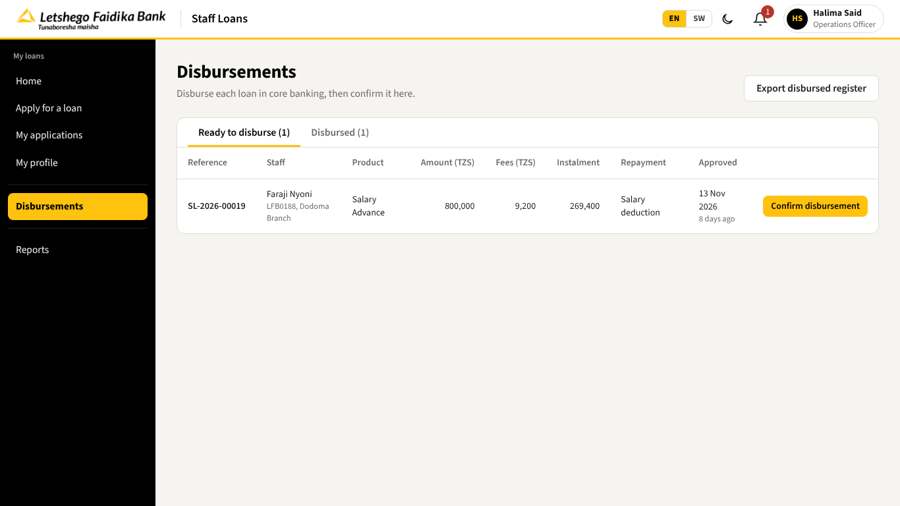 Letshego Faidika Bank
Tunaboresha maisha
Staff Loans
EN SW
1
HS
Halima Said
Operations Officer
My loans
Home
Apply for a loan
My applications
My profile
Disbursements
Reports
Disbursements
Disburse each loan in core banking, then confirm it here.
Export disbursed register
Ready to disburse (1) Disbursed (1)
Reference Staff Product Amount (TZS) Fees (TZS) Instalment Repayment Approved
SL-2026-00019
Faraji Nyoni
LFB0188, Dodoma
Branch
Salary
Advance
800,000
9,200
269,400
Salary
deduction
13 Nov
2026
8 days ago
Confirm disbursement